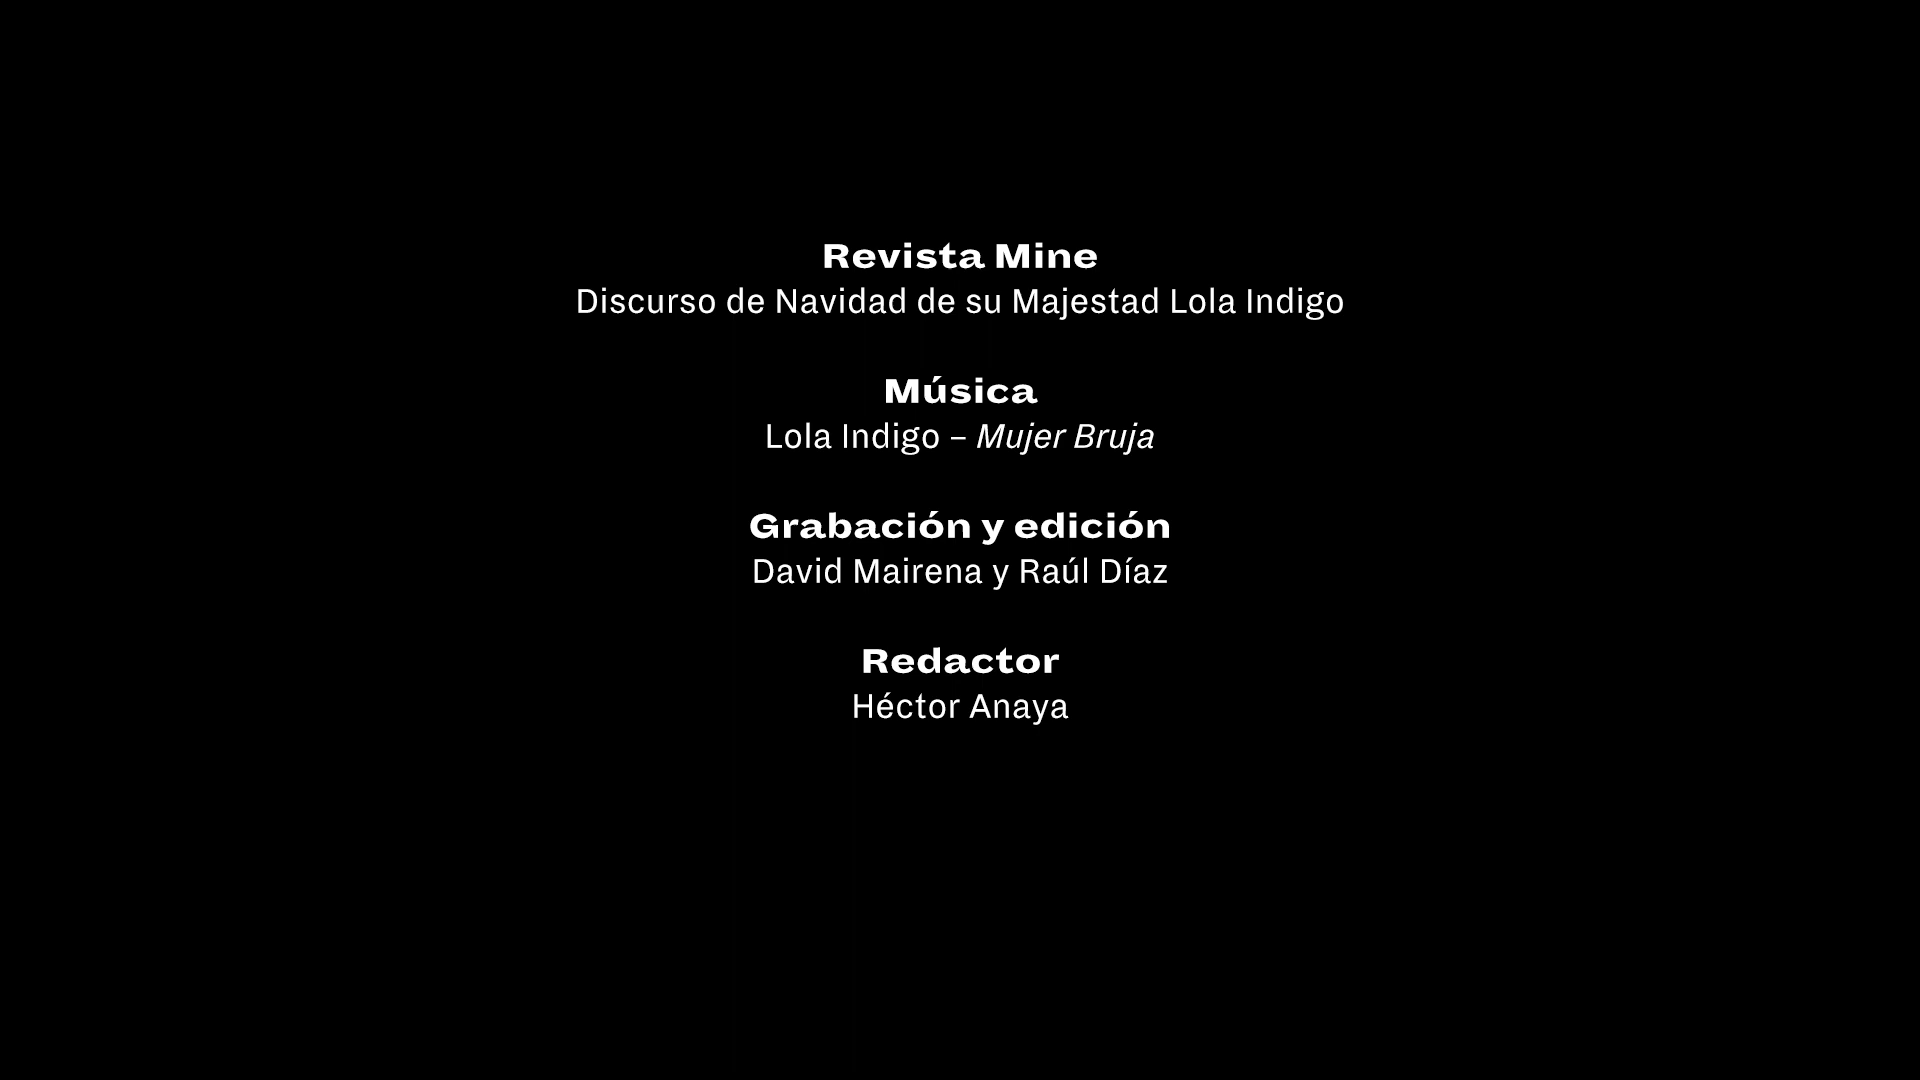 Revista Mine
Discurso de Navidad de su Majestad Lola Indigo
Música
Lola Indigo – Mujer Bruja
Grabación y edición
David Mairena y Raúl Díaz
Redactor
Héctor Anaya